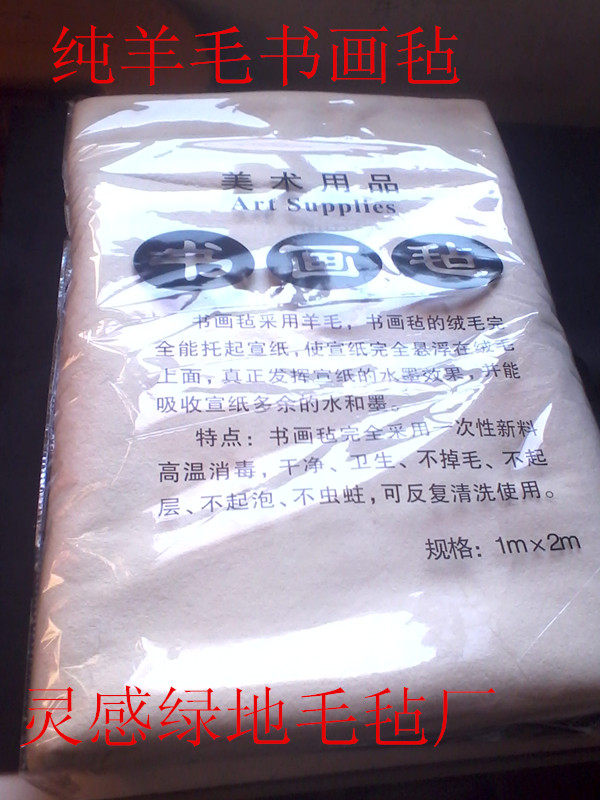 纯羊毛书画毡
美术用品
Art Supplies
书画毡
书画毡采用羊毛，书画毡的绒毛完
全能托起宣纸，使宣纸完全悬浮在绒毛
上面，真正发挥宣纸的水墨效果，并能
吸收宣纸多余的水和墨。
特点：书画毡完全采用一次性新料
高温消毒，干净、卫生、不掉毛、不起
层、不起泡、不虫蛀，可反复清洗使用。
规格：1m×2m
灵感绿地毛毡厂